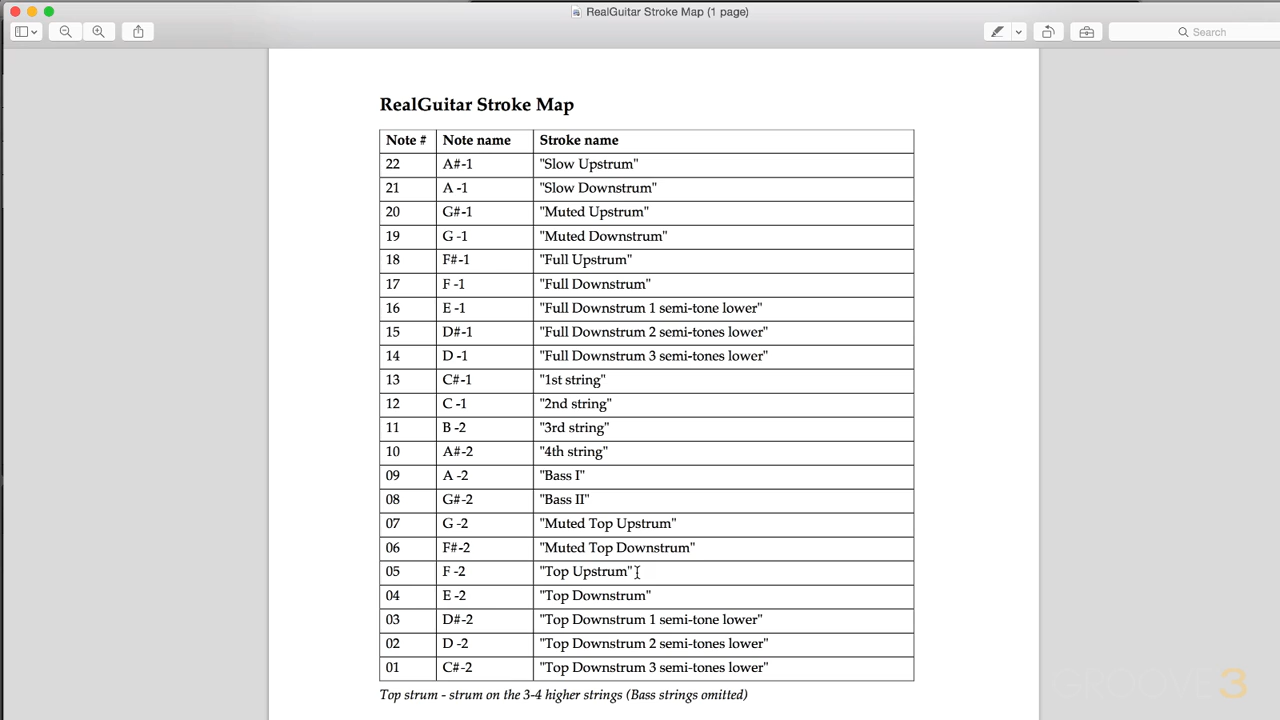 RealGuitar Stroke Map (1 page)
Search
RealGuitar Stroke Map
Note # Note name Stroke name
22 A#-1 "Slow Upstrum"
21 A -1 "Slow Downstrum"
20 G#-1 "Muted Upstrum"
19 G -1 "Muted Downstrum"
18 F#-1 "Full Upstrum"
17 F -1 "Full Downstrum"
16 E -1 "Full Downstrum 1 semi-tone lower"
15 D#-1 "Full Downstrum 2 semi-tones lower"
14 D -1 "Full Downstrum 3 semi-tones lower"
13 C#-1 "1st string"
12 C -1 "2nd string"
11 B -2 "3rd string"
10 A#-2 "4th string"
09 A -2 "Bass I"
08 G#-2 "Bass II"
07 G -2 "Muted Top Upstrum"
06 F#-2 "Muted Top Downstrum"
05 F -2 "Top Upstrum"
04 E -2 "Top Downstrum"
03 D#-2 "Top Downstrum 1 semi-tone lower"
02 D -2 "Top Downstrum 2 semi-tones lower"
01 C#-2 "Top Downstrum 3 semi-tones lower"
Top strum - strum on the 3-4 higher strings (Bass strings omitted)
GROOVE3